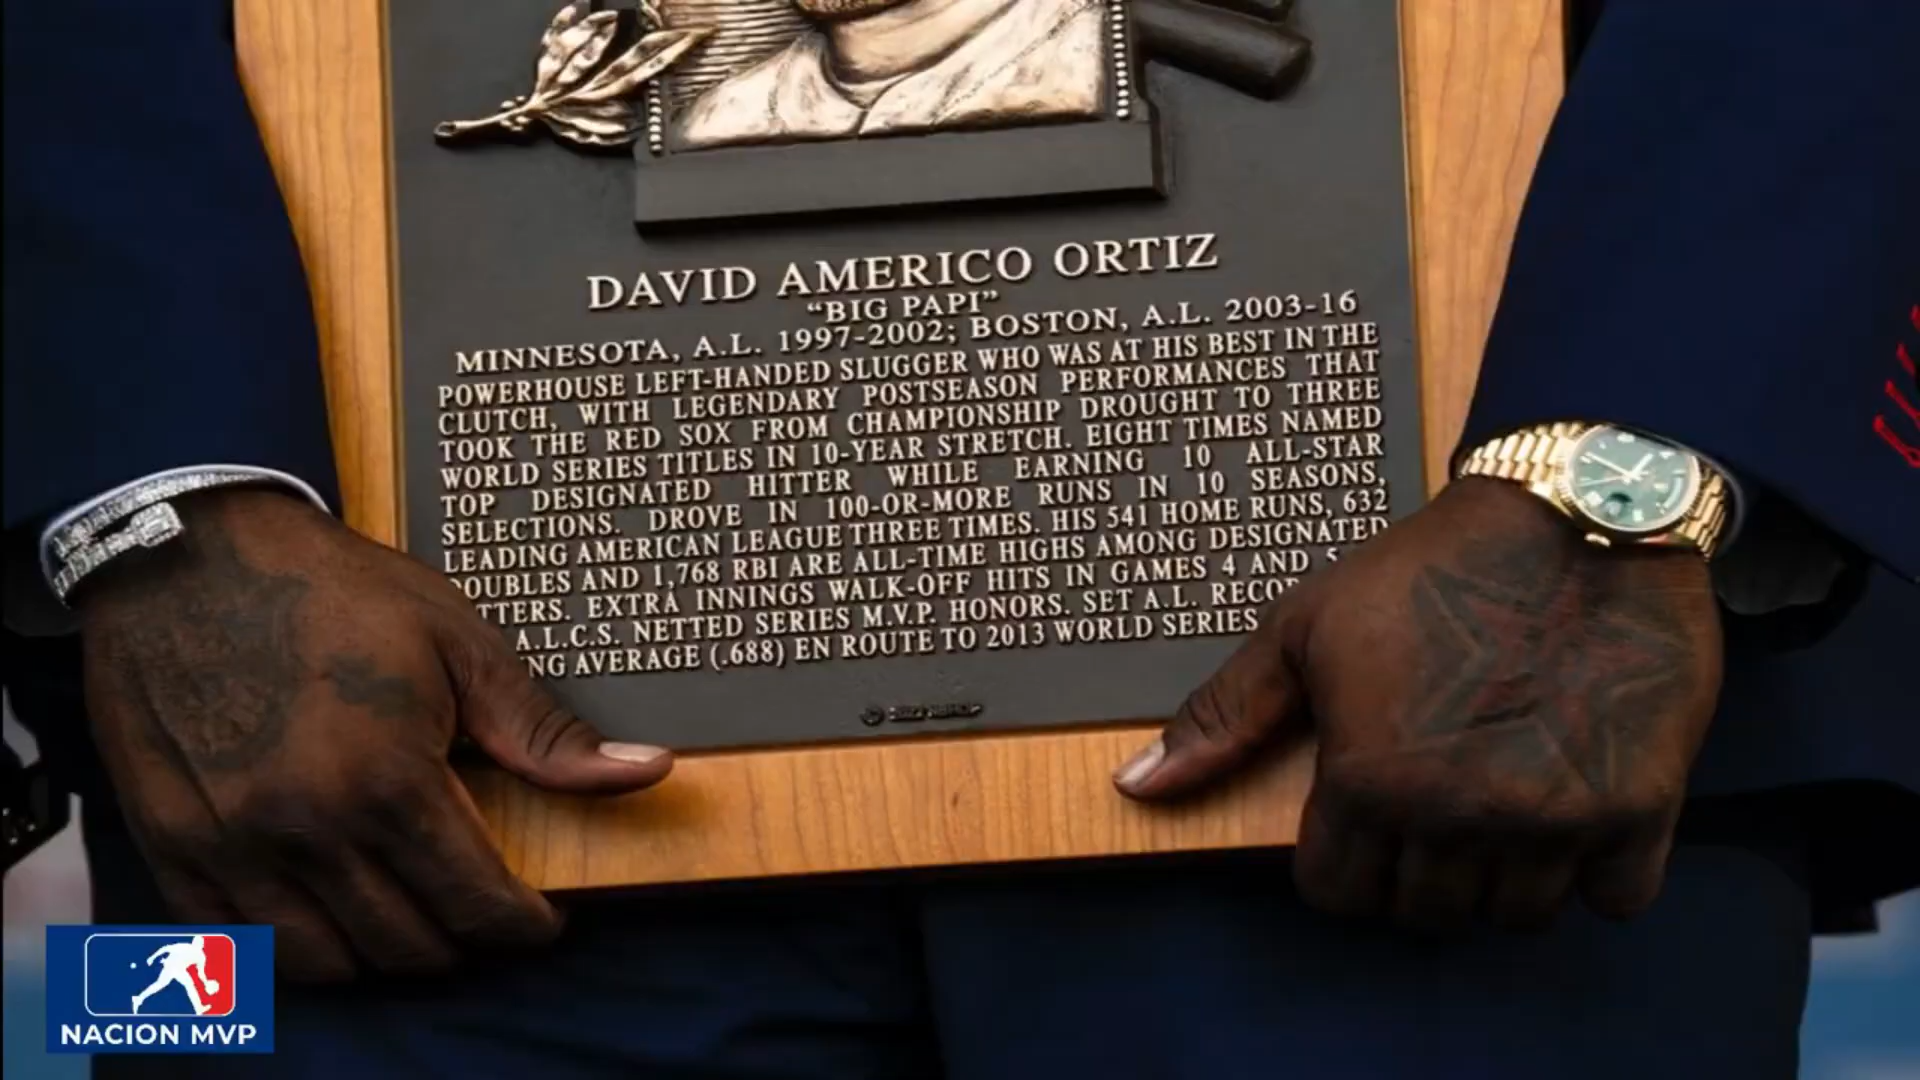 DAVID AMERICO ORTIZ
“BIG PAPI”
MINNESOTA, A.L. 1997-2002; BOSTON, A.L. 2003-16
POWERHOUSE LEFT-HANDED SLUGGER WHO WAS AT HIS BEST IN THE
CLUTCH, WITH LEGENDARY POSTSEASON PERFORMANCES THAT
TOOK THE RED SOX FROM CHAMPIONSHIP DROUGHT TO THREE
WORLD SERIES TITLES IN 10-YEAR STRETCH. EIGHT TIMES NAMED
TOP DESIGNATED HITTER WHILE EARNING 10 ALL-STAR
SELECTIONS. DROVE IN 100-OR-MORE RUNS IN 10 SEASONS,
LEADING AMERICAN LEAGUE THREE TIMES. HIS 541 HOME RUNS, 632
DOUBLES AND 1,768 RBI ARE ALL-TIME HIGHS AMONG DESIGNATED
TTERS. EXTRA INNINGS WALK-OFF HITS IN GAMES 4 AND 5
A.L.C.S. NETTED SERIES M.V.P. HONORS. SET A.L. RECO
NG AVERAGE (.688) EN ROUTE TO 2013 WORLD SERIES
NACION MVP